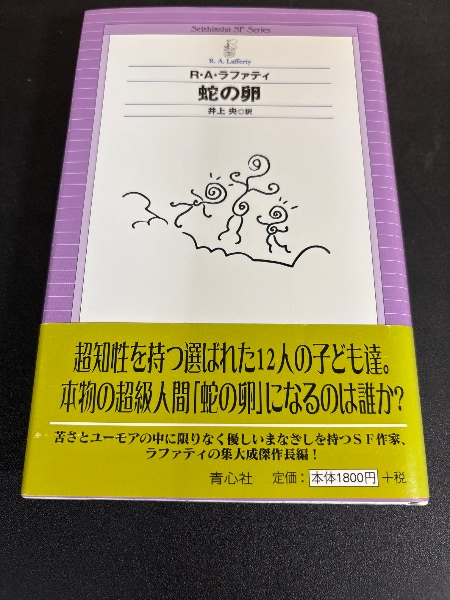 Seishinsha SF Series
R. A. Lafferty
R・A・ラファティ
蛇の卵
井上 央◎訳
超知性を持つ選ばれた12人の子ども達。
本物の超級人間「蛇の卵」になるのは誰か?
苦さとユーモアの中に限りなく優しいまなざしを持つSF作家、
ラファティの集大成傑作長編!
青心社 定価:本体1800円+税